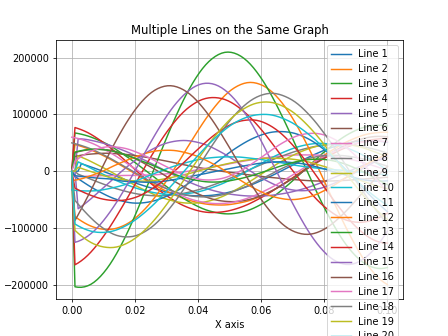 Multiple Lines on the Same Graph
200000
100000
0
−100000
−200000
0.00
0.02
0.04
0.06
0.08
X axis
Line 1
Line 2
Line 3
Line 4
Line 5
Line 6
Line 7
Line 8
Line 9
Line 10
Line 11
Line 12
Line 13
Line 14
Line 15
Line 16
Line 17
Line 18
Line 19